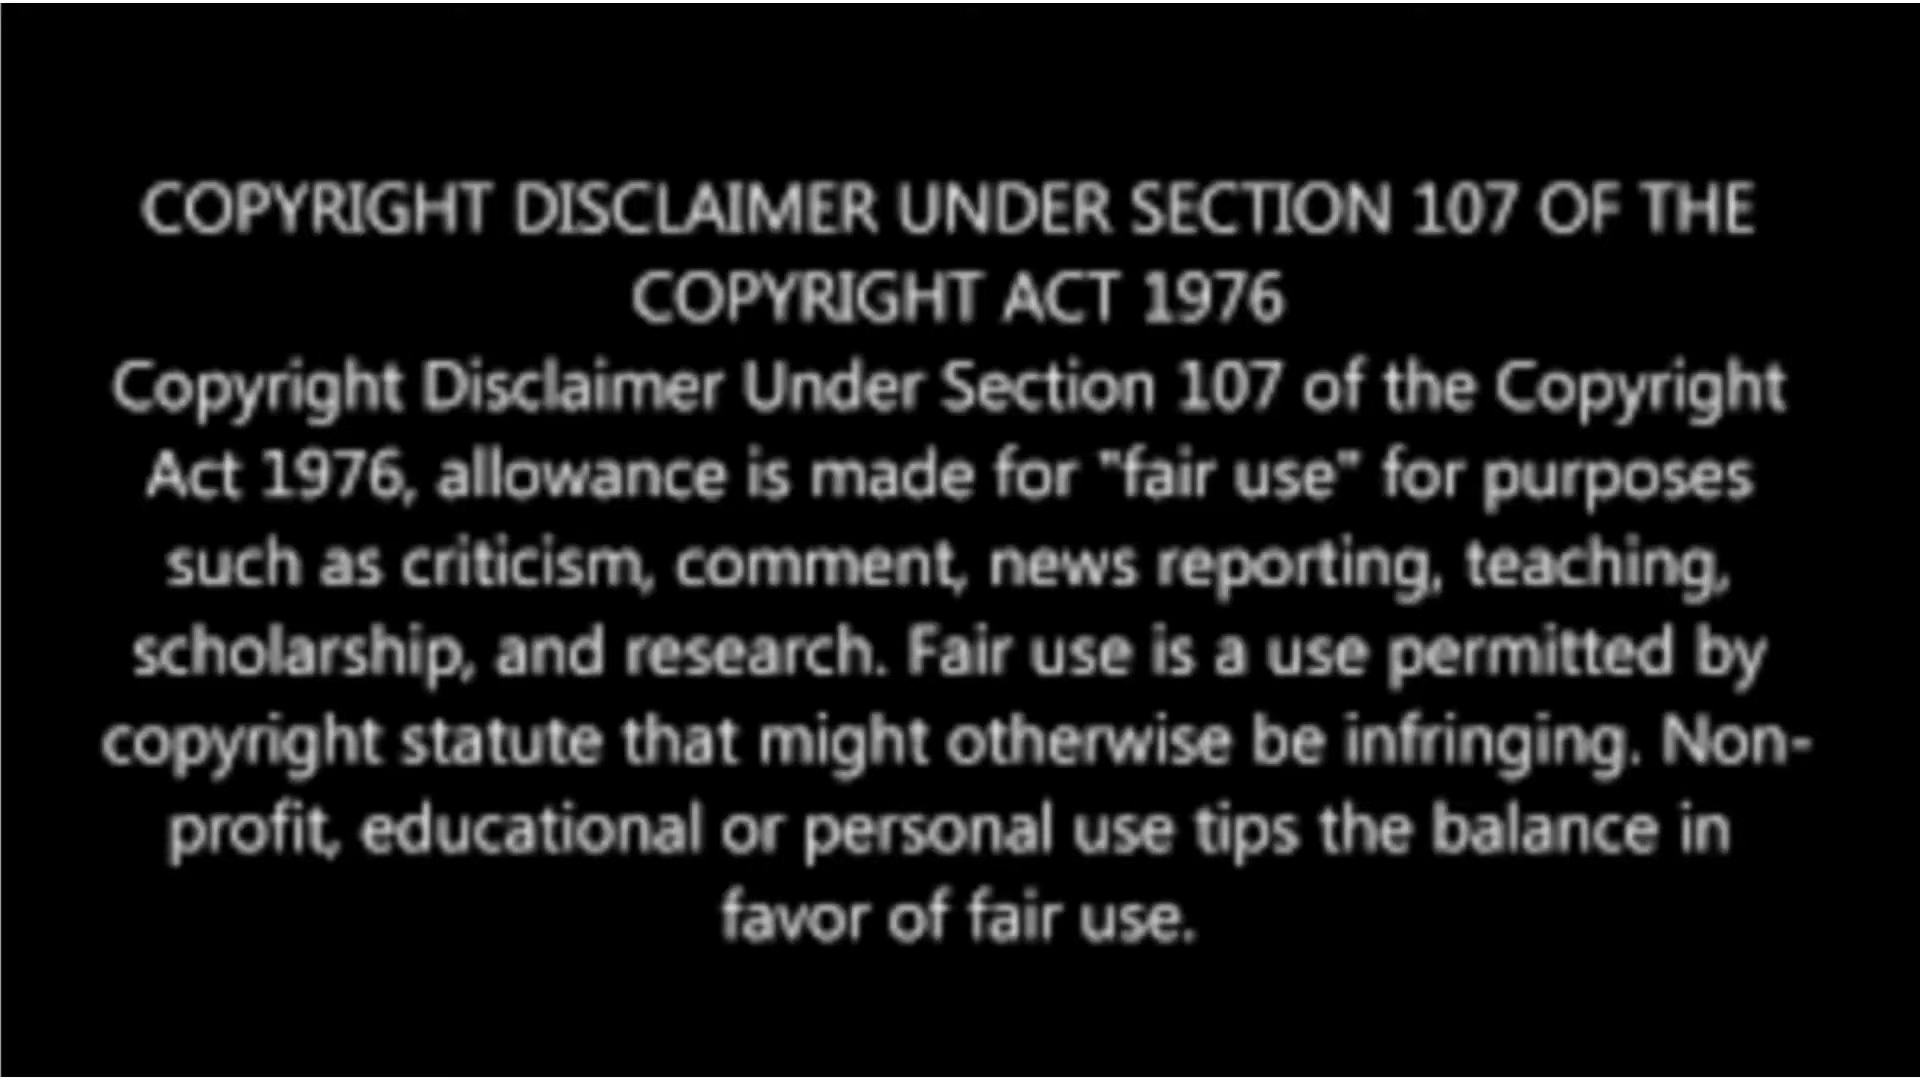 COPYRIGHT DISCLAIMER UNDER SECTION 107 OF THE
COPYRIGHT ACT 1976
Copyright Disclaimer Under Section 107 of the Copyright
Act 1976, allowance is made for "fair use" for purposes
such as criticism, comment, news reporting, teaching,
scholarship, and research. Fair use is a use permitted by
copyright statute that might otherwise be infringing. Non-
profit, educational or personal use tips the balance in
favor of fair use.